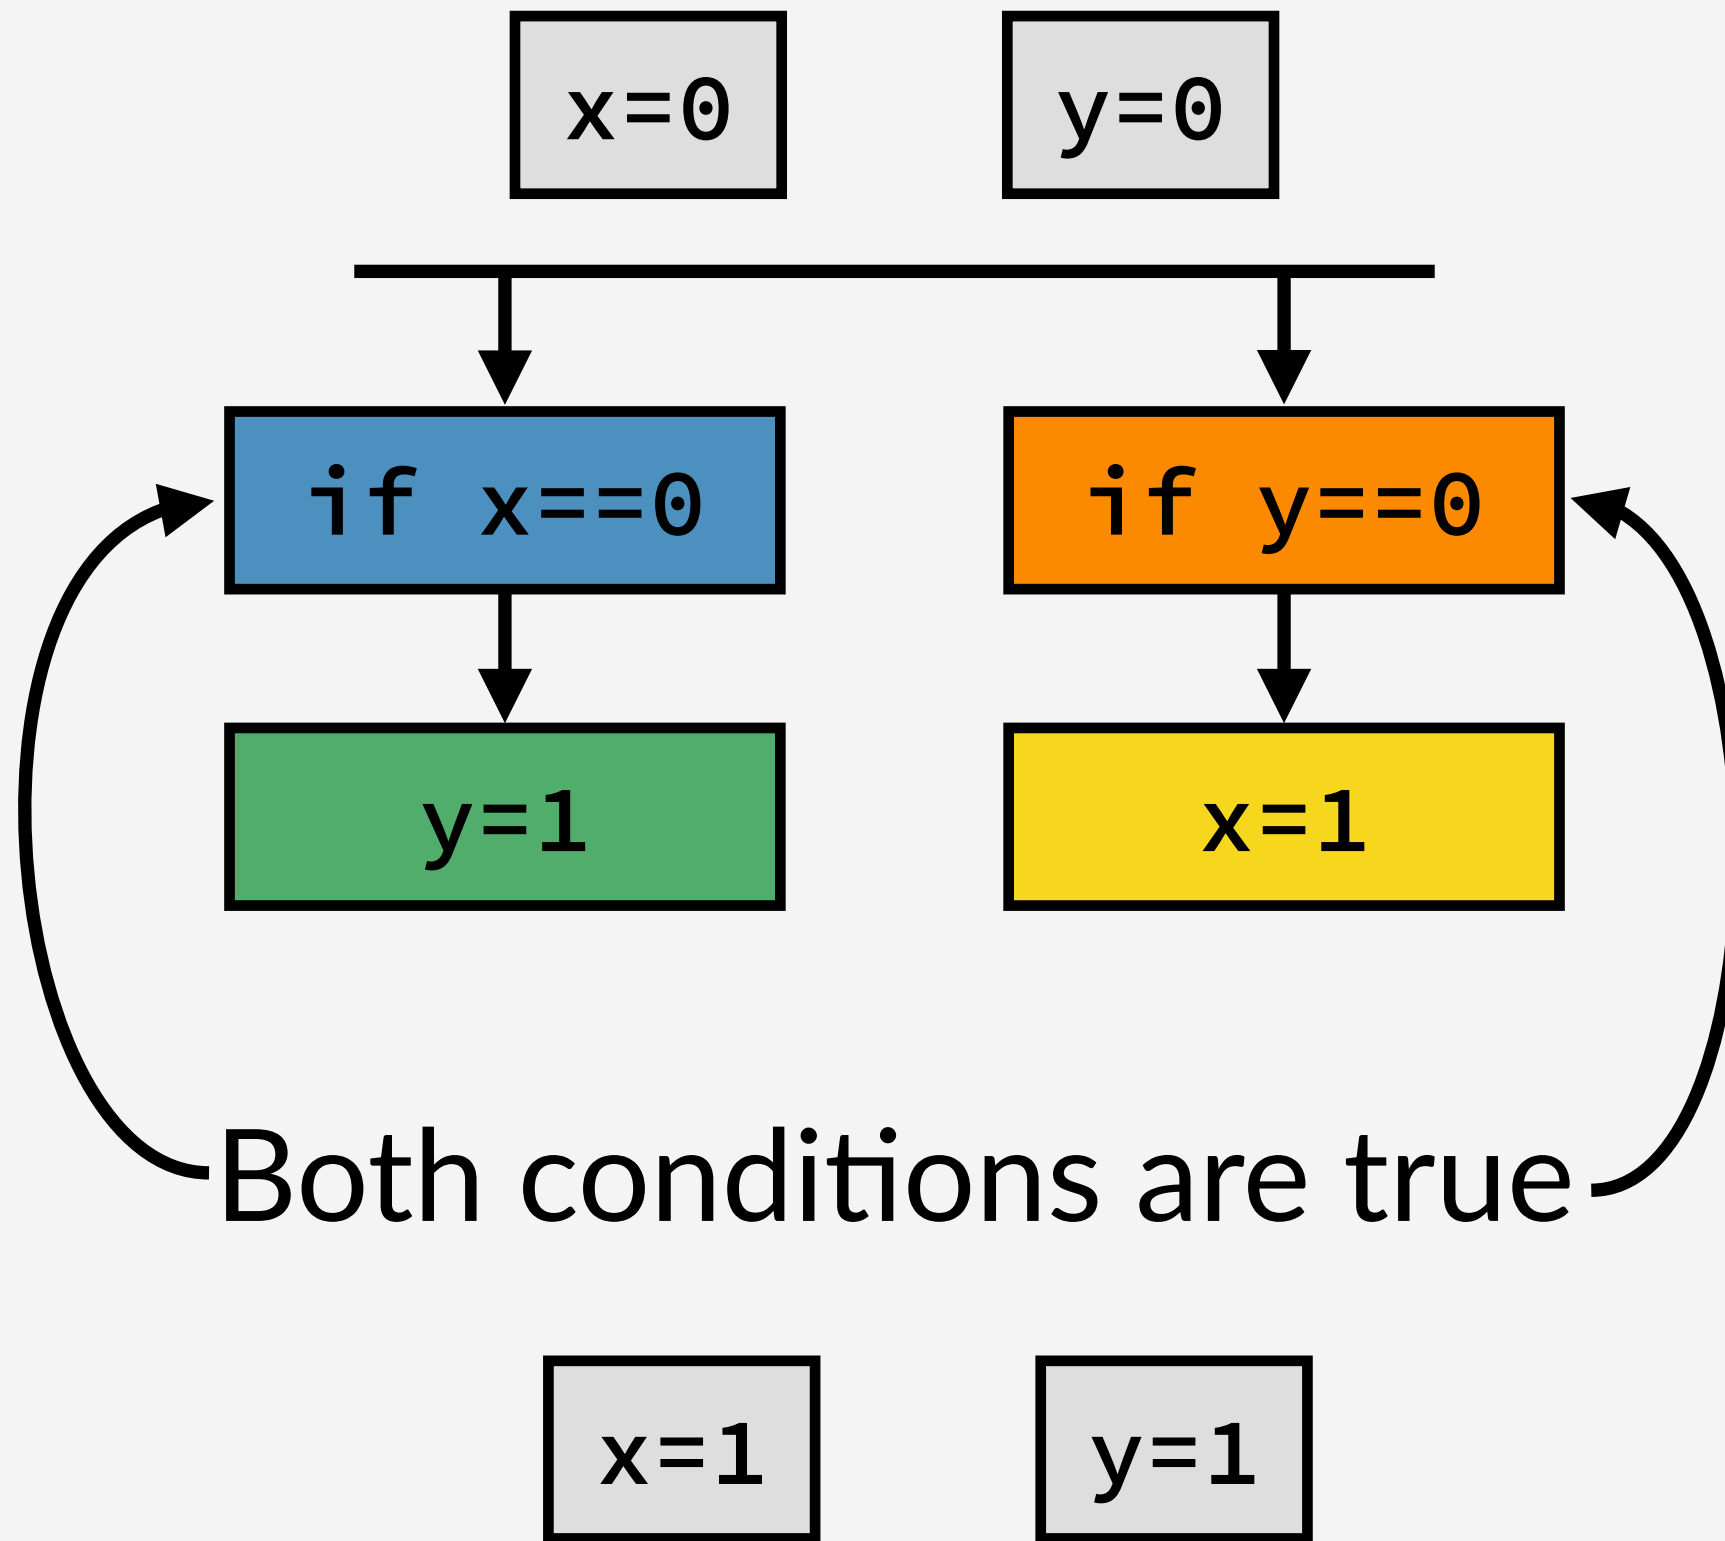 x=0 y=0
if x==0 if y==0
y=1 x=1
Both conditions are true
x=1 y=1